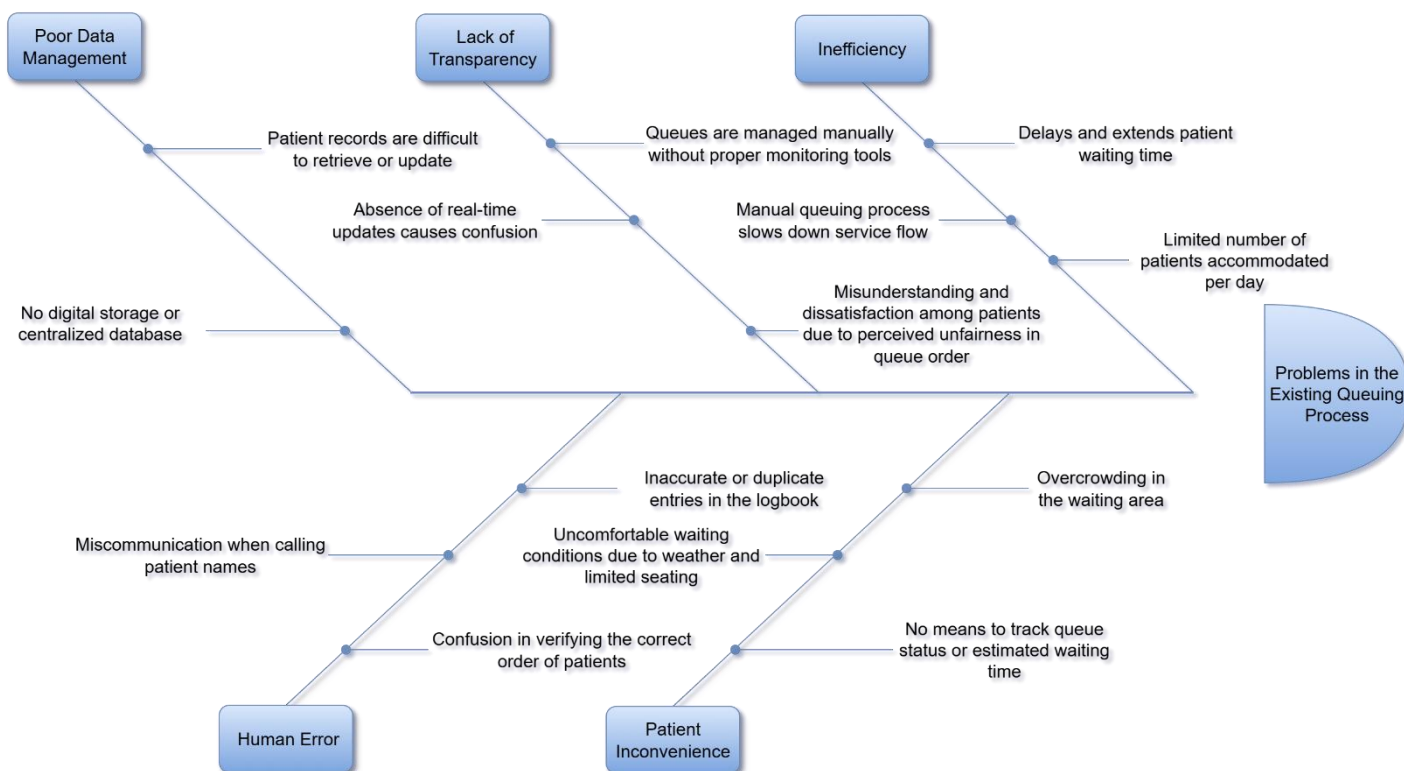 Poor Data
Management
Lack of
Transparency
Inefficiency
Patient records are difficult
to retrieve or update
Queues are managed manually
without proper monitoring tools
Delays and extends patient
waiting time
Absence of real-time
updates causes confusion
Manual queuing process
slows down service flow
Limited number of
patients accommodated
per day
No digital storage or
centralized database
Misunderstanding and
dissatisfaction among patients
due to perceived unfairness in
queue order
Problems in the
Existing Queuing
Process
Inaccurate or duplicate
entries in the logbook
Overcrowding in
the waiting area
Miscommunication when calling
patient names
Uncomfortable waiting
conditions due to weather and
limited seating
Confusion in verifying the correct
order of patients
No means to track queue
status or estimated waiting
time
Human Error
Patient
Inconvenience